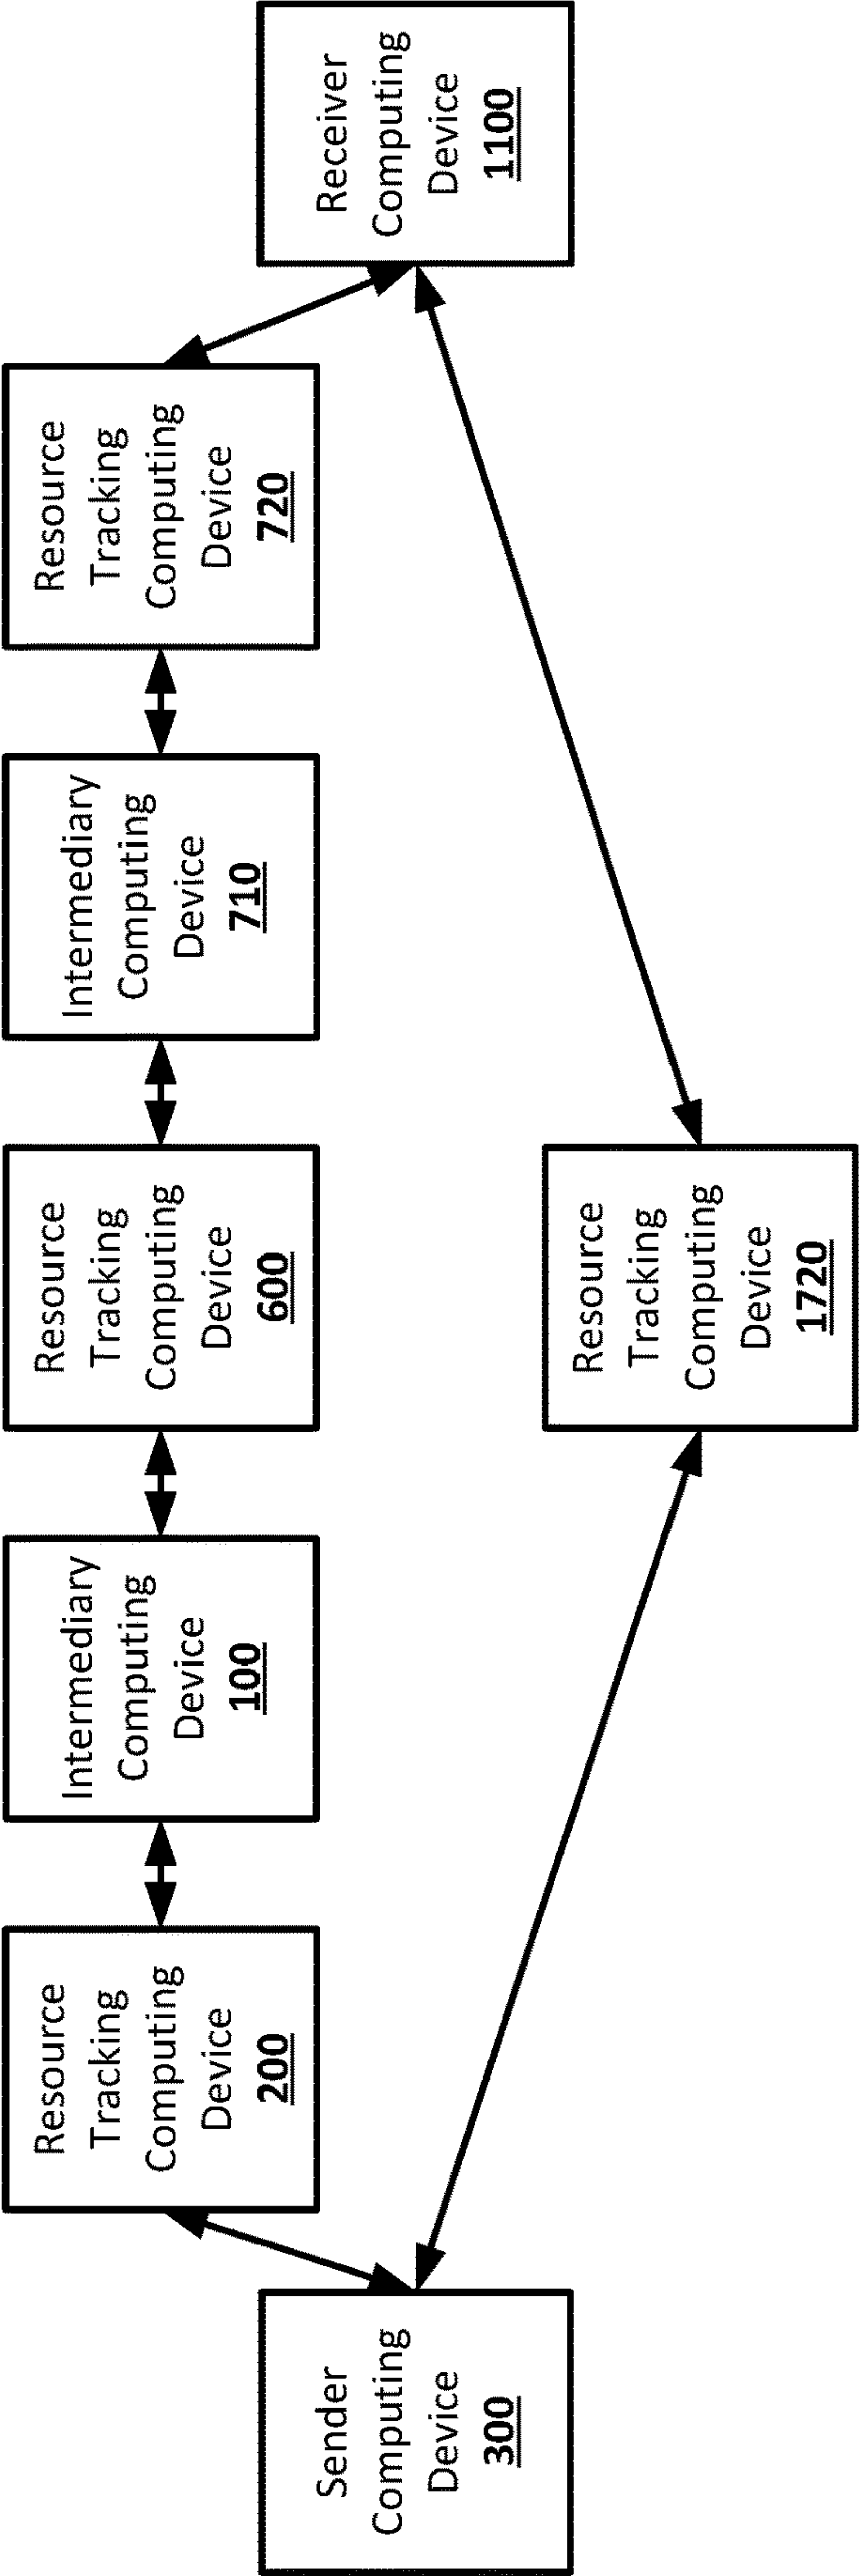 Sender
Computing
Device
300
Resource
Tracking
Computing
Device
200
Intermediary
Computing
Device
100
Resource
Tracking
Computing
Device
600
Intermediary
Computing
Device
710
Resource
Tracking
Computing
Device
720
Receiver
Computing
Device
1100
Resource
Tracking
Computing
Device
1720